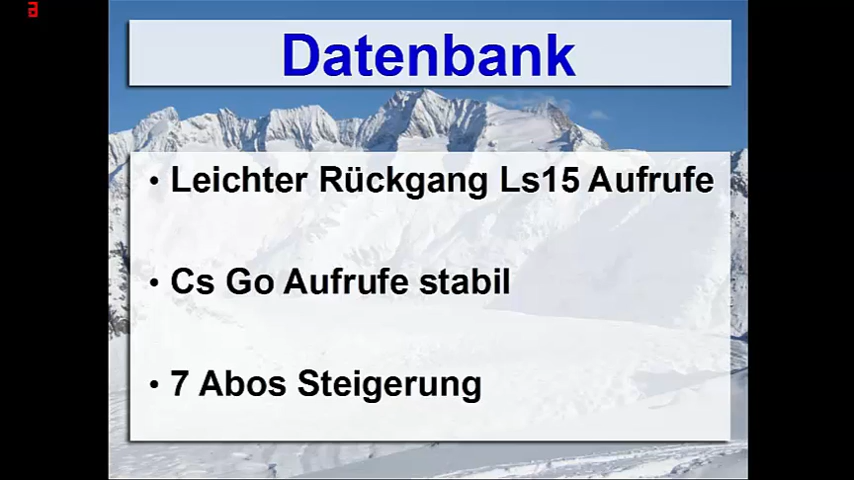 Datenbank
• Leichter Rückgang Ls15 Aufrufe
• Cs Go Aufrufe stabil
• 7 Abos Steigerung